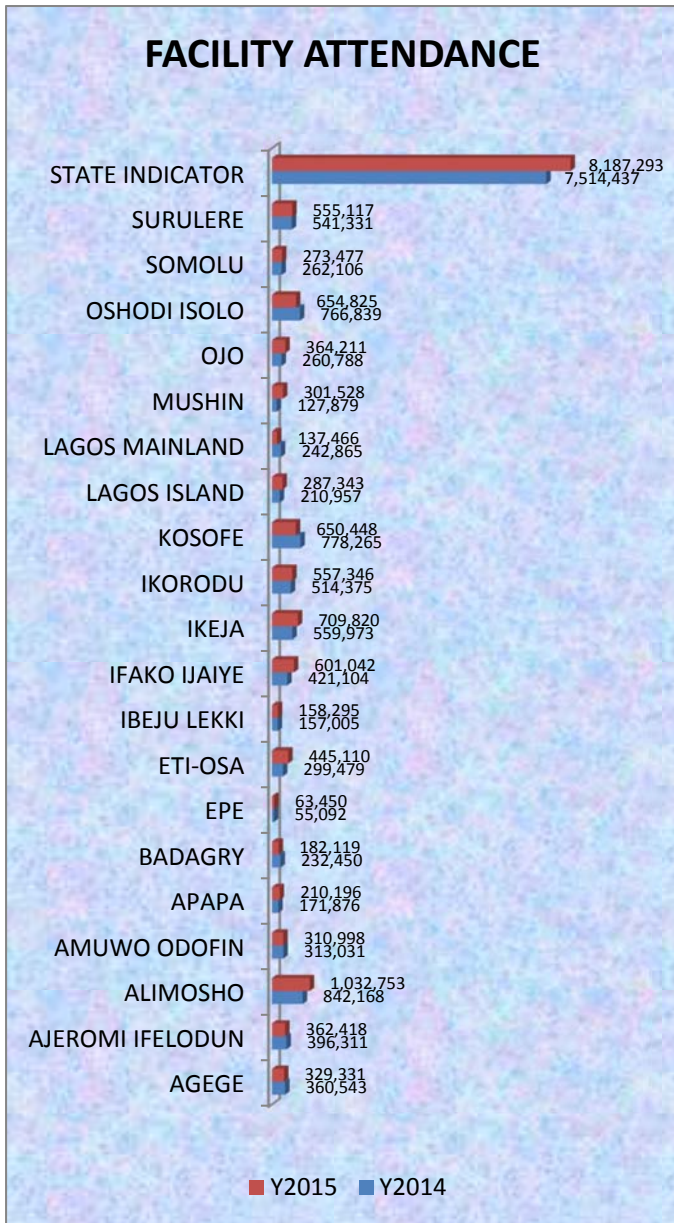 FACILITY ATTENDANCE
STATE INDICATOR
8,187,293
7,514,437
SURULERE
555,117
541,331
SOMOLU
273,477
262,106
OSHODI ISOLO
654,825
766,839
OJO
364,211
260,788
MUSHIN
301,528
127,879
LAGOS MAINLAND
137,466
242,865
LAGOS ISLAND
287,343
210,957
KOSOFE
650,448
778,265
IKORODU
557,346
514,375
IKEJA
709,820
559,973
IFAKO IJAIYE
601,042
421,104
IBEJU LEKKI
158,295
157,005
ETI-OSA
445,110
299,479
EPE
63,450
55,092
BADAGRY
182,119
232,450
APAPA
210,196
171,876
AMUWO ODOFIN
310,998
313,031
ALIMOSHO
1,032,753
842,168
AJEROMI IFELODUN
362,418
396,311
AGEGE
329,331
360,543
Y2015 Y2014